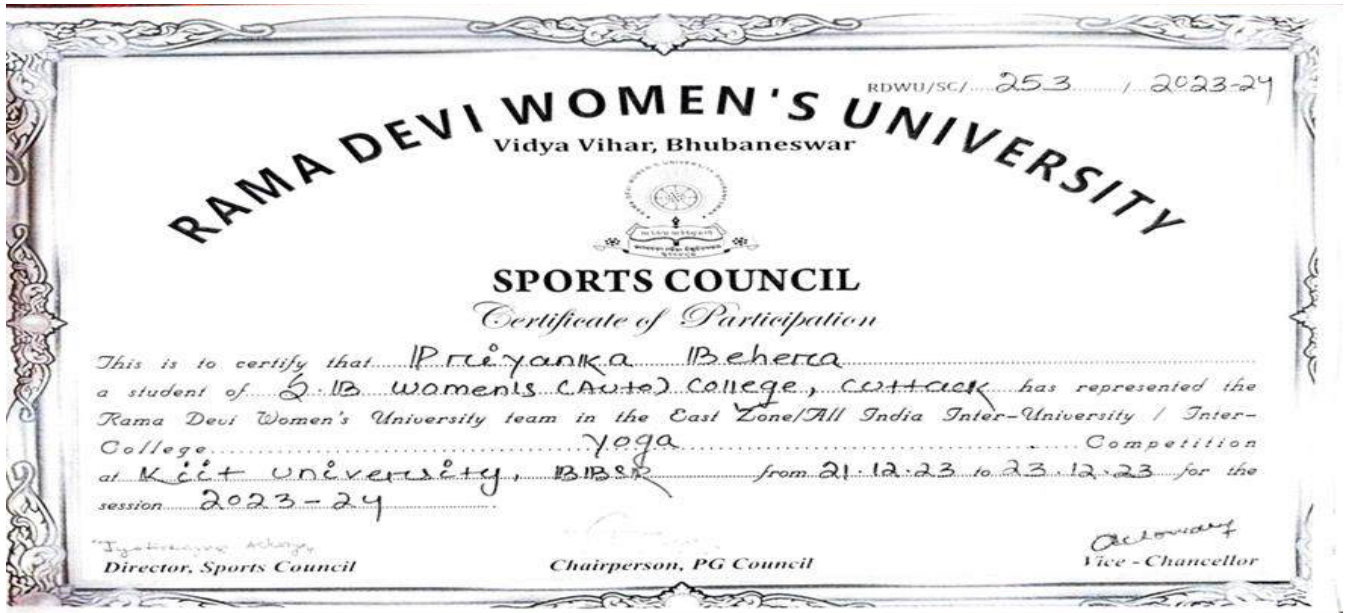 RDWU/SC/ 253 / 2023-24
RAMA DEVI WOMEN'S UNIVERSITY
Vidya Vihar, Bhubaneswar
SPORTS COUNCIL
Certificate of Participation
This is to certify that Priyanka Behera
a student of S.B Women's (Auto) College, Cuttack has represented the
Rama Devi Women's University team in the East Zone/All India Inter-University / Inter-
College Yoga Competition
at Kiit University, BBSR from 21.12.23 to 23.12.23 for the
session 2023-24
Director, Sports Council
Chairperson, PG Council
Vice - Chancellor